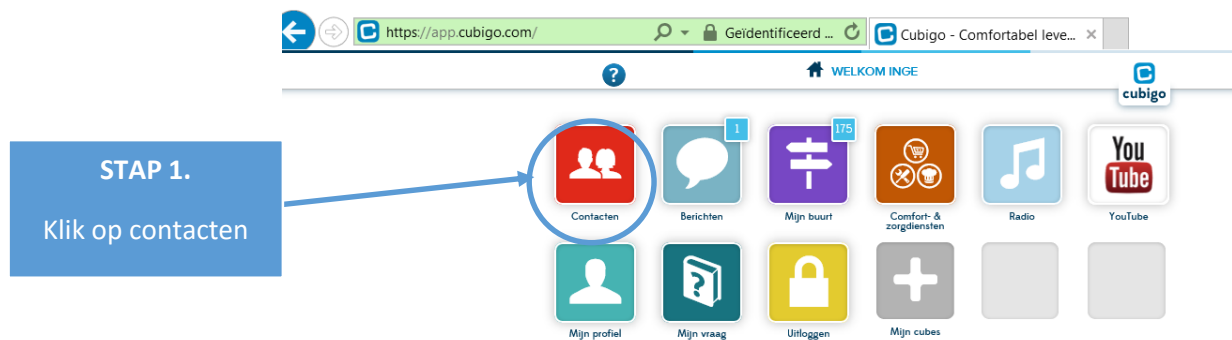 https://app.cubigo.com/
Geïdentificeerd ...
Cubigo - Comfortabel leve...
?
WELKOM INGE
cubigo
STAP 1.
Klik op contacten
1
175
You
Tube
Contacten
Berichten
Mijn buurt
Comfort- &
zorgdiensten
Radio
YouTube
?
Mijn profiel
Mijn vraag
Uitloggen
Mijn cubes